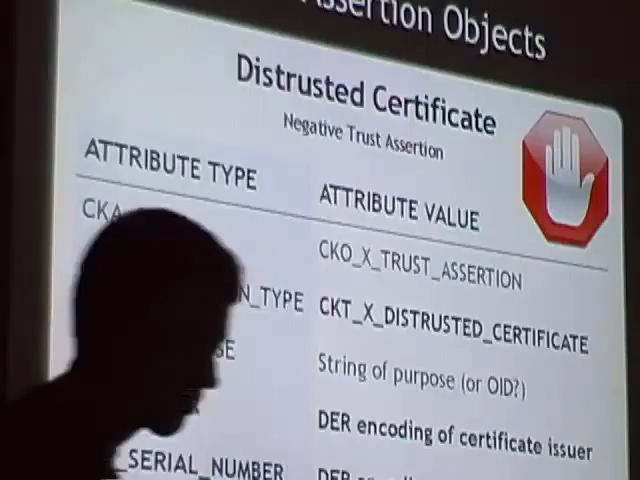 Assertion Objects
Distrusted Certificate
Negative Trust Assertion
ATTRIBUTE TYPE ATTRIBUTE VALUE
CKA CKO_X_TRUST_ASSERTION
N_TYPE CKT_X_DISTRUSTED_CERTIFICATE
SE String of purpose (or OID?)
DER encoding of certificate issuer
_SERIAL_NUMBER DER